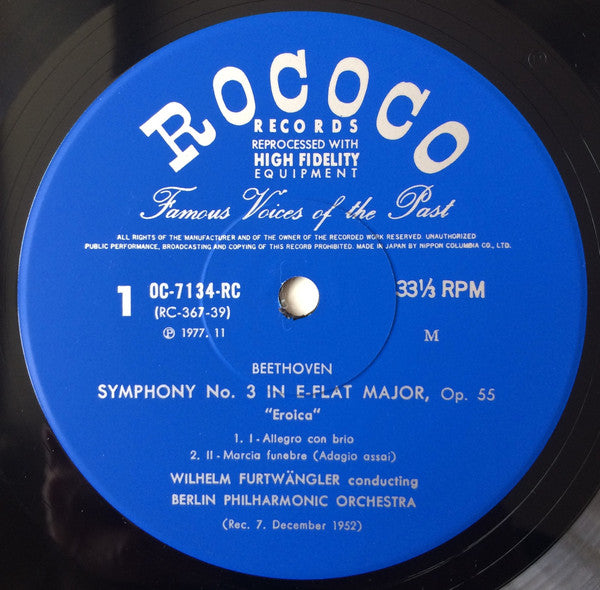 ROCOCO
RECORDS
REPROCESSED WITH
HIGH FIDELITY
EQUIPMENT
Famous Voices of the Past
ALL RIGHTS OF THE MANUFACTURER AND OF THE OWNER OF THE RECORDED WORK RESERVED. UNAUTHORIZED
PUBLIC PERFORMANCE, BROADCASTING AND COPYING OF THIS RECORD PROHIBITED. MADE IN JAPAN BY NIPPON COLUMBIA CO., LTD.
1 OC-7134-RC 33⅓ RPM
(RC-367-39)
Ⓟ 1977. 11 M
BEETHOVEN
SYMPHONY No. 3 IN E-FLAT MAJOR, Op. 55
"Eroica"
1. I-Allegro con brio
2. II-Marcia funebre (Adagio assai)
WILHELM FURTWÄNGLER conducting
BERLIN PHILHARMONIC ORCHESTRA
(Rec. 7. December 1952)